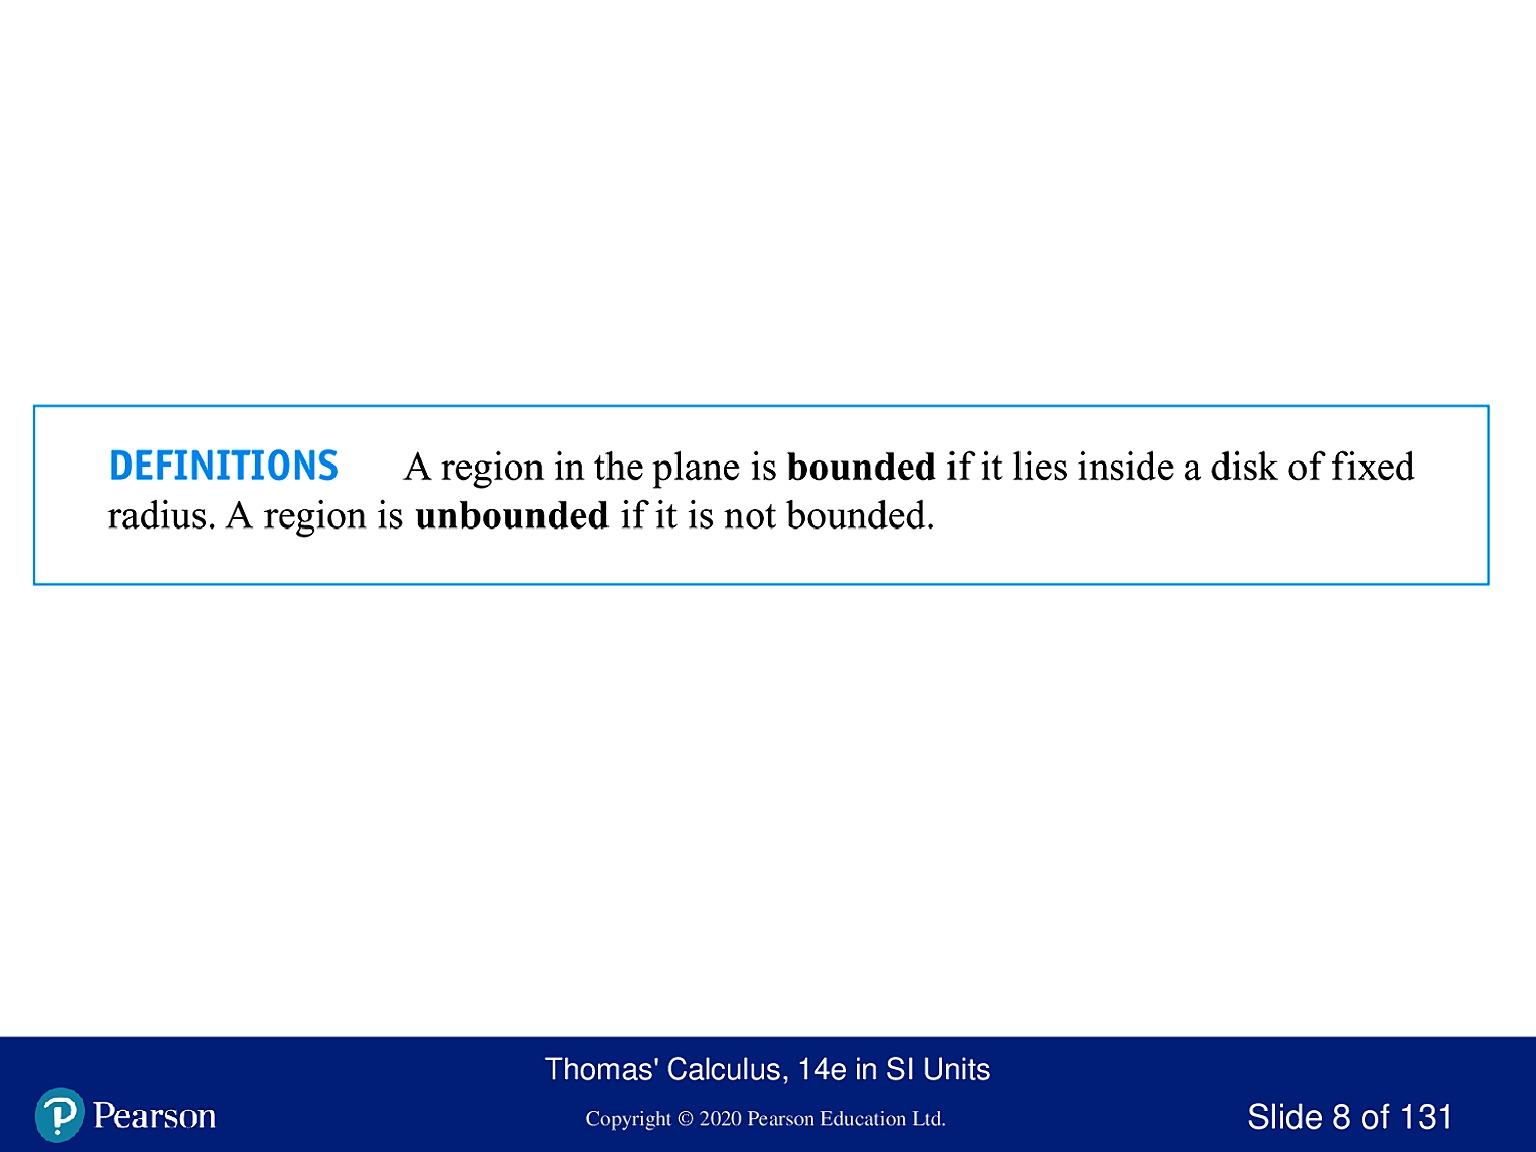 DEFINITIONS A region in the plane is bounded if it lies inside a disk of fixed
radius. A region is unbounded if it is not bounded.
Thomas' Calculus, 14e in SI Units
Pearson
Copyright © 2020 Pearson Education Ltd.
Slide 8 of 131